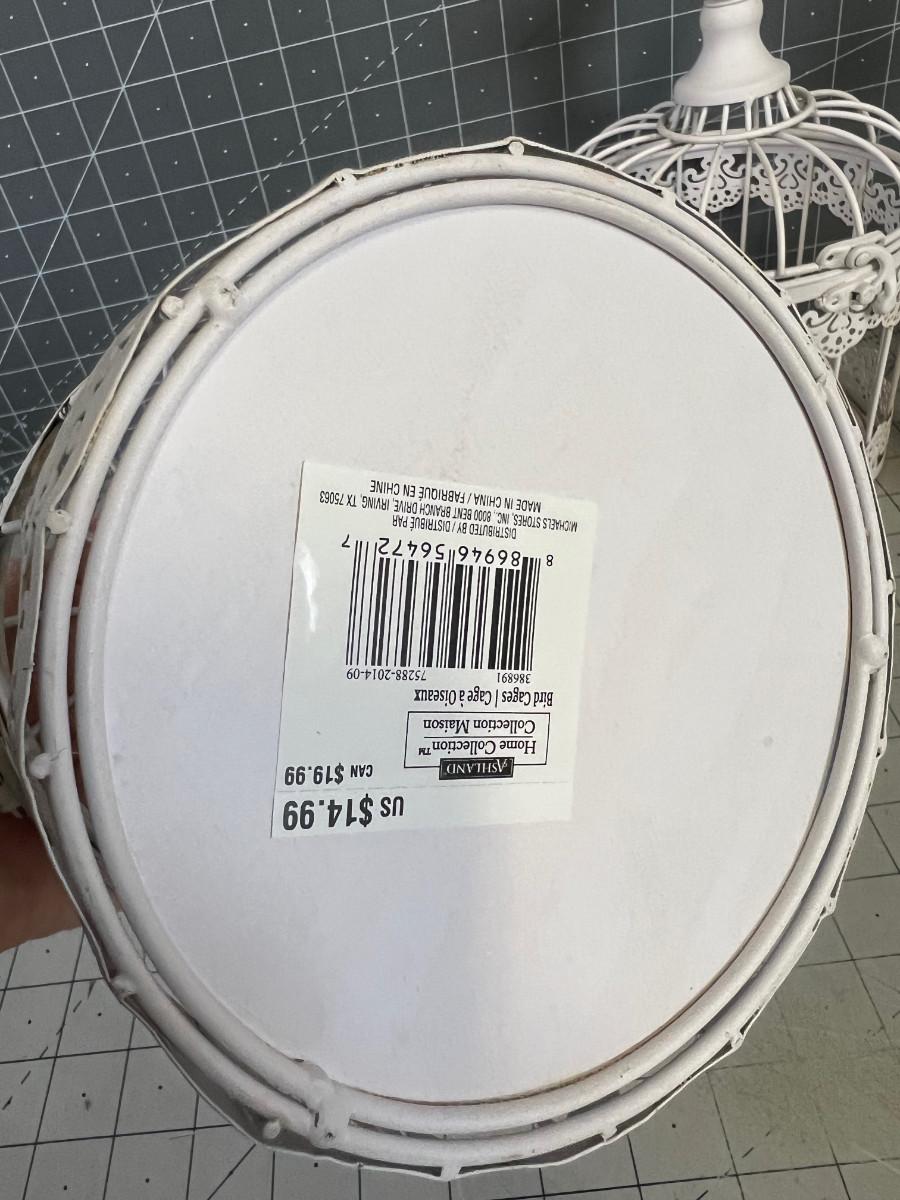 US $14.99
CAN $19.99
ASHLAND®
Home Collection™
Collection Maison
Bird Cages | Cage à Oiseaux
386891 75288-2014-09
8 86946 56472 7
DISTRIBUTED BY / DISTRIBUÉ PAR
MICHAELS STORES, INC., 8000 BENT BRANCH DRIVE, IRVING, TX 75063
MADE IN CHINA / FABRIQUÉ EN CHINE